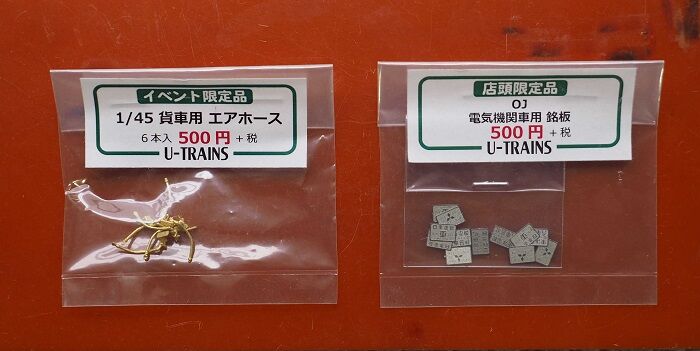 イベント限定品
1/45 貨車用 エアホース
6本入 500円 +税
U-TRAINS
店頭限定品
OJ
電気機関車用 銘板
500円 +税
U-TRAINS